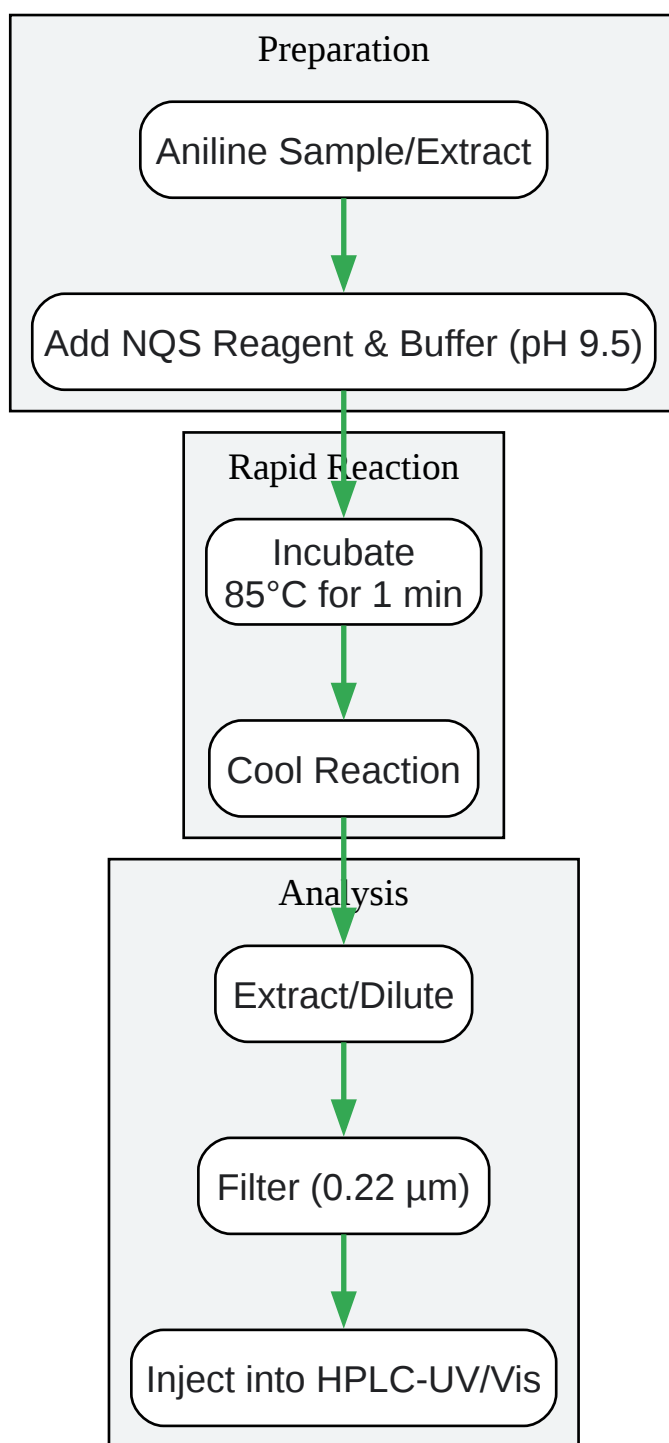 Preparation
Aniline Sample/Extract
Add NQS Reagent & Buffer (pH 9.5)
Rapid Reaction
Incubate
85°C for 1 min
Cool Reaction
Analysis
Extract/Dilute
Filter (0.22 µm)
Inject into HPLC-UV/Vis